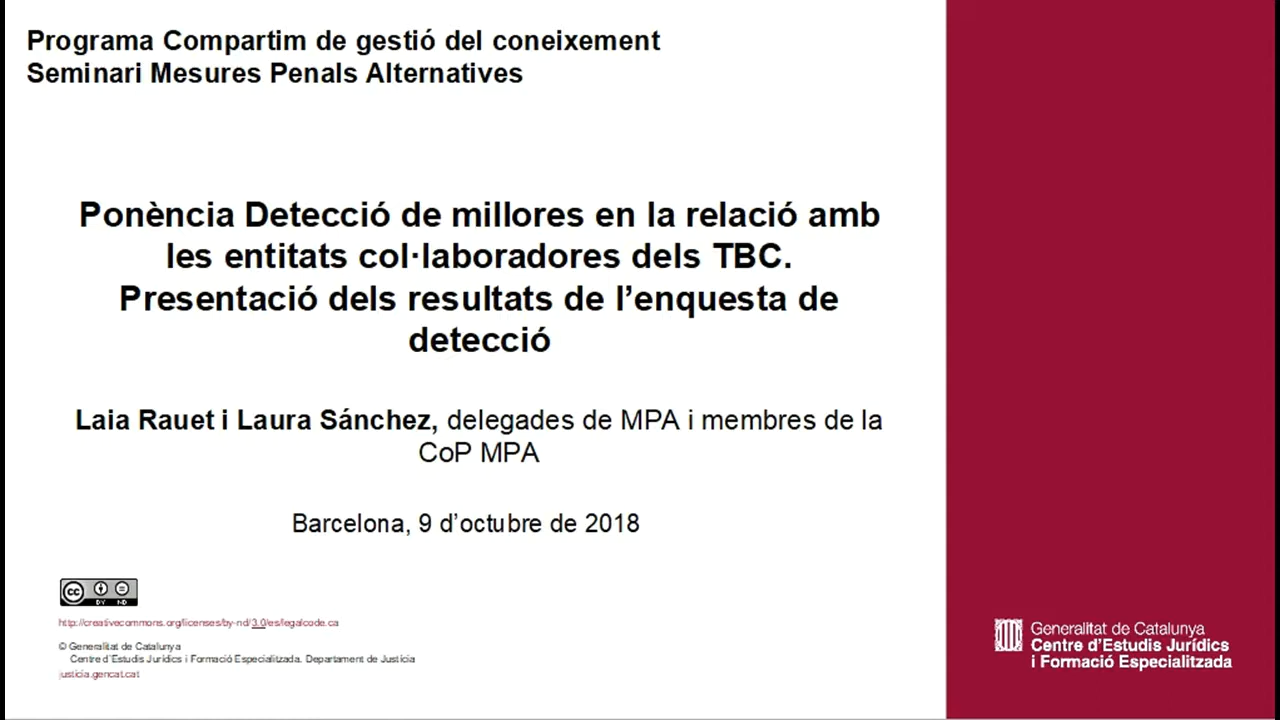 Programa Compartim de gestió del coneixement
Seminari Mesures Penals Alternatives
Ponència Detecció de millores en la relació amb
les entitats col·laboradores dels TBC.
Presentació dels resultats de l’enquesta de
detecció
Laia Rauet i Laura Sánchez, delegades de MPA i membres de la
CoP MPA
Barcelona, 9 d’octubre de 2018
cc BY ND
http://creativecommons.org/licenses/by-nd/3.0/es/legalcode.ca
© Generalitat de Catalunya
Centre d’Estudis Jurídics i Formació Especialitzada. Departament de Justícia
justicia.gencat.cat
Generalitat de Catalunya
Centre d’Estudis Jurídics
i Formació Especialitzada